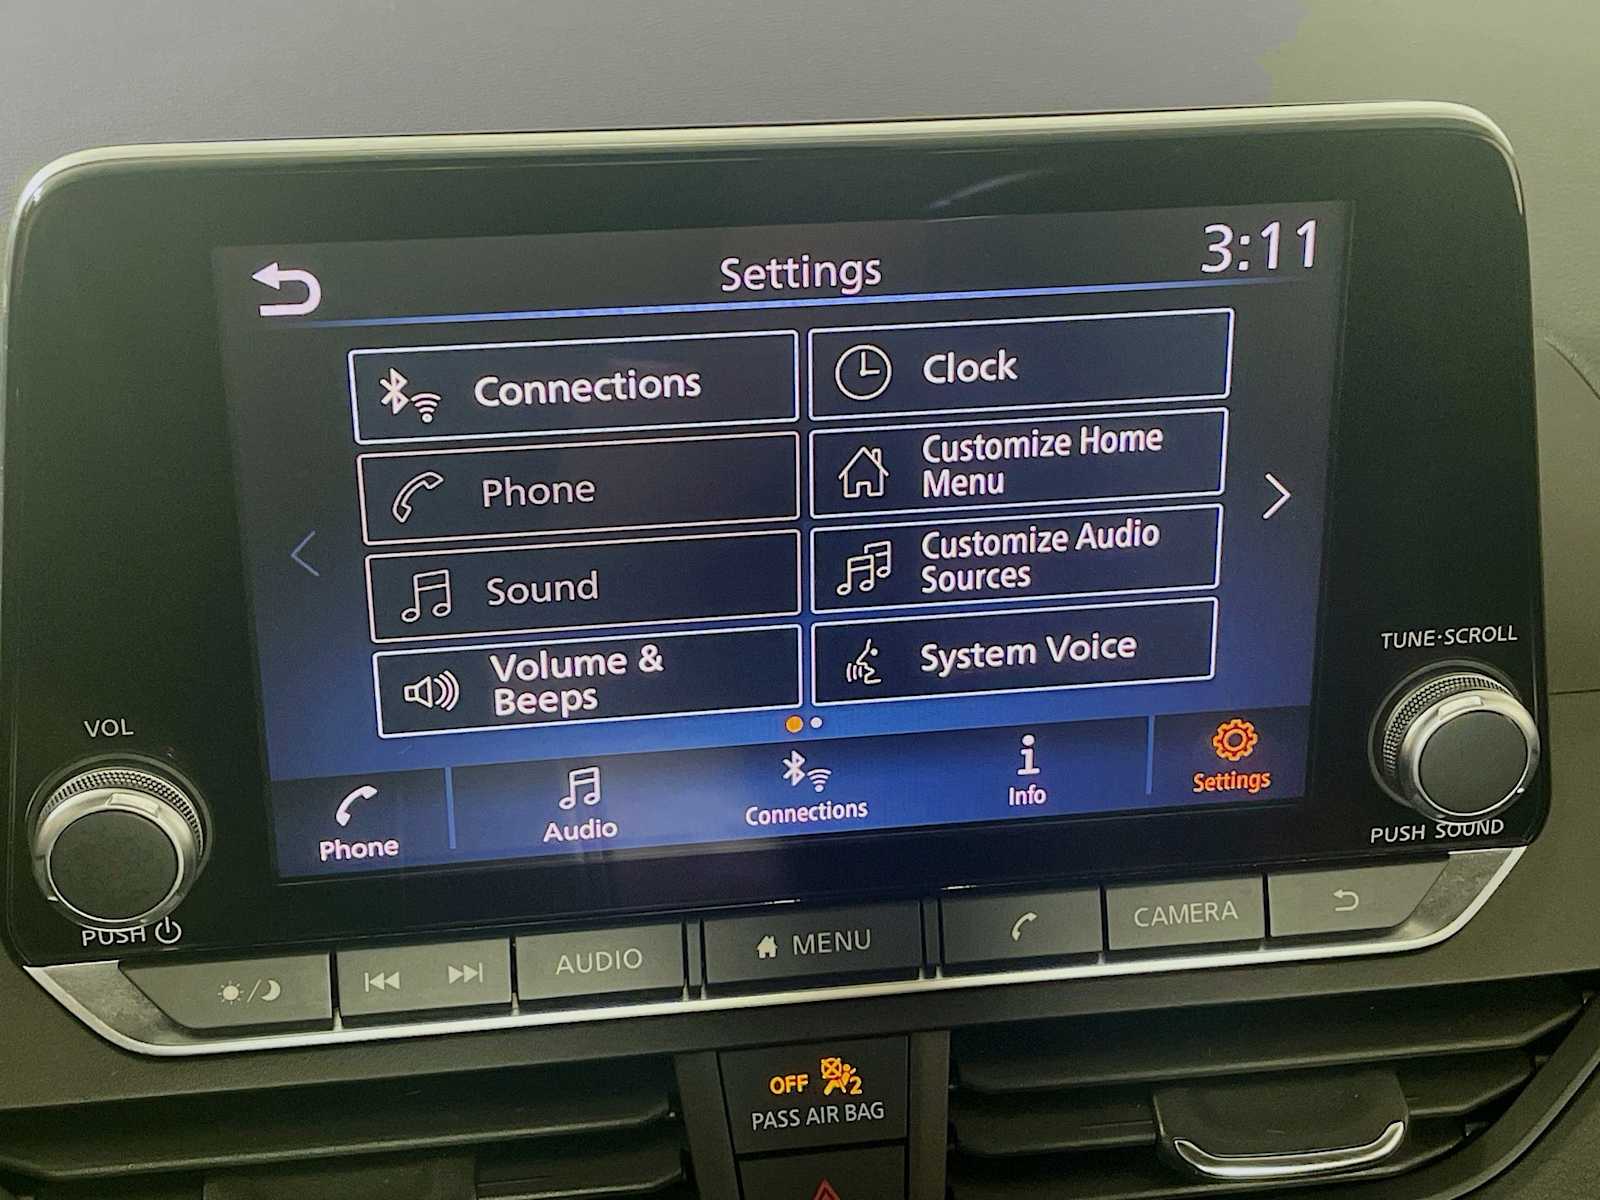 Settings
3:11
Connections
Clock
Phone
Customize Home
Menu
Sound
Customize Audio
Sources
Volume &
Beeps
System Voice
Phone
Audio
Connections
Info
Settings
VOL
PUSH
TUNE·SCROLL
PUSH SOUND
AUDIO
MENU
CAMERA
OFF 2
PASS AIR BAG